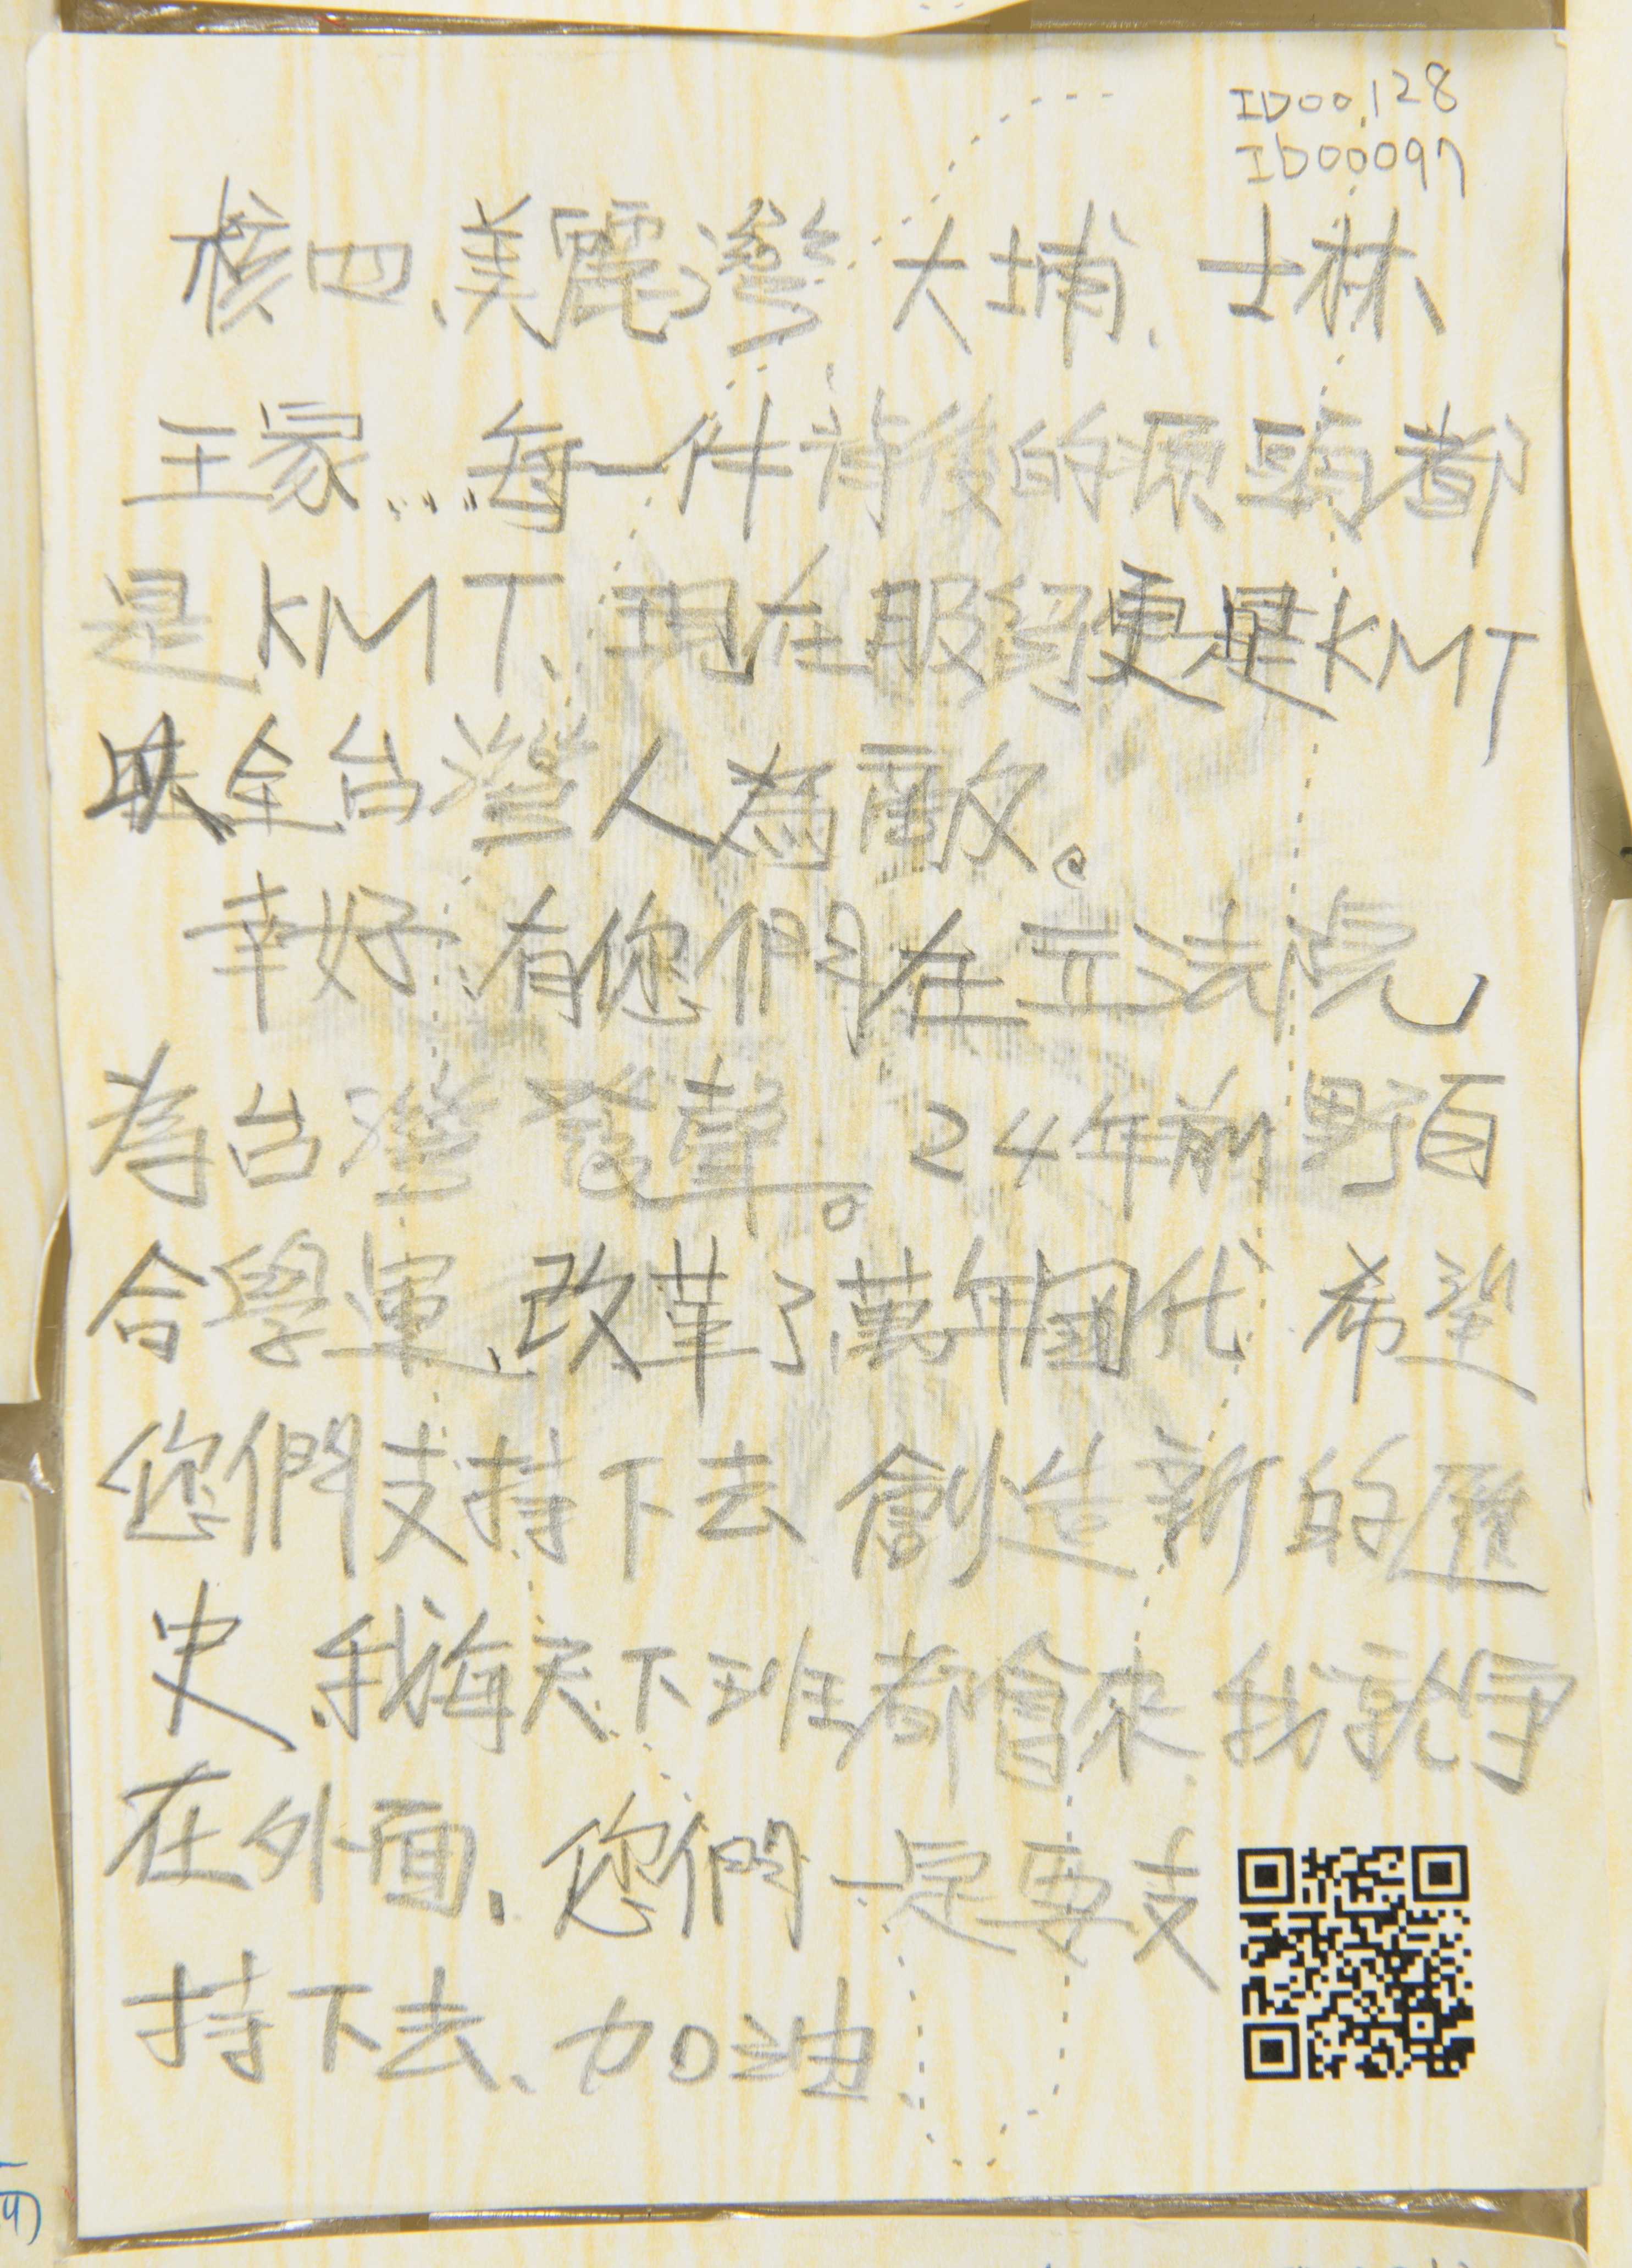 ID00128
ID00097
核四、美麗灣、大埔、士林、
王家……每一件背後的源頭都
是KMT、現在服貿更是KMT
與全台灣人為敵。
幸好、有您們在立法院
為台灣發聲。24年前野百
合學運、改革了萬年國代 希望
您們支持下去 創造新的歷
史、我每天下班都會來、我就守
在外面、您們一定要支
持下去、加油